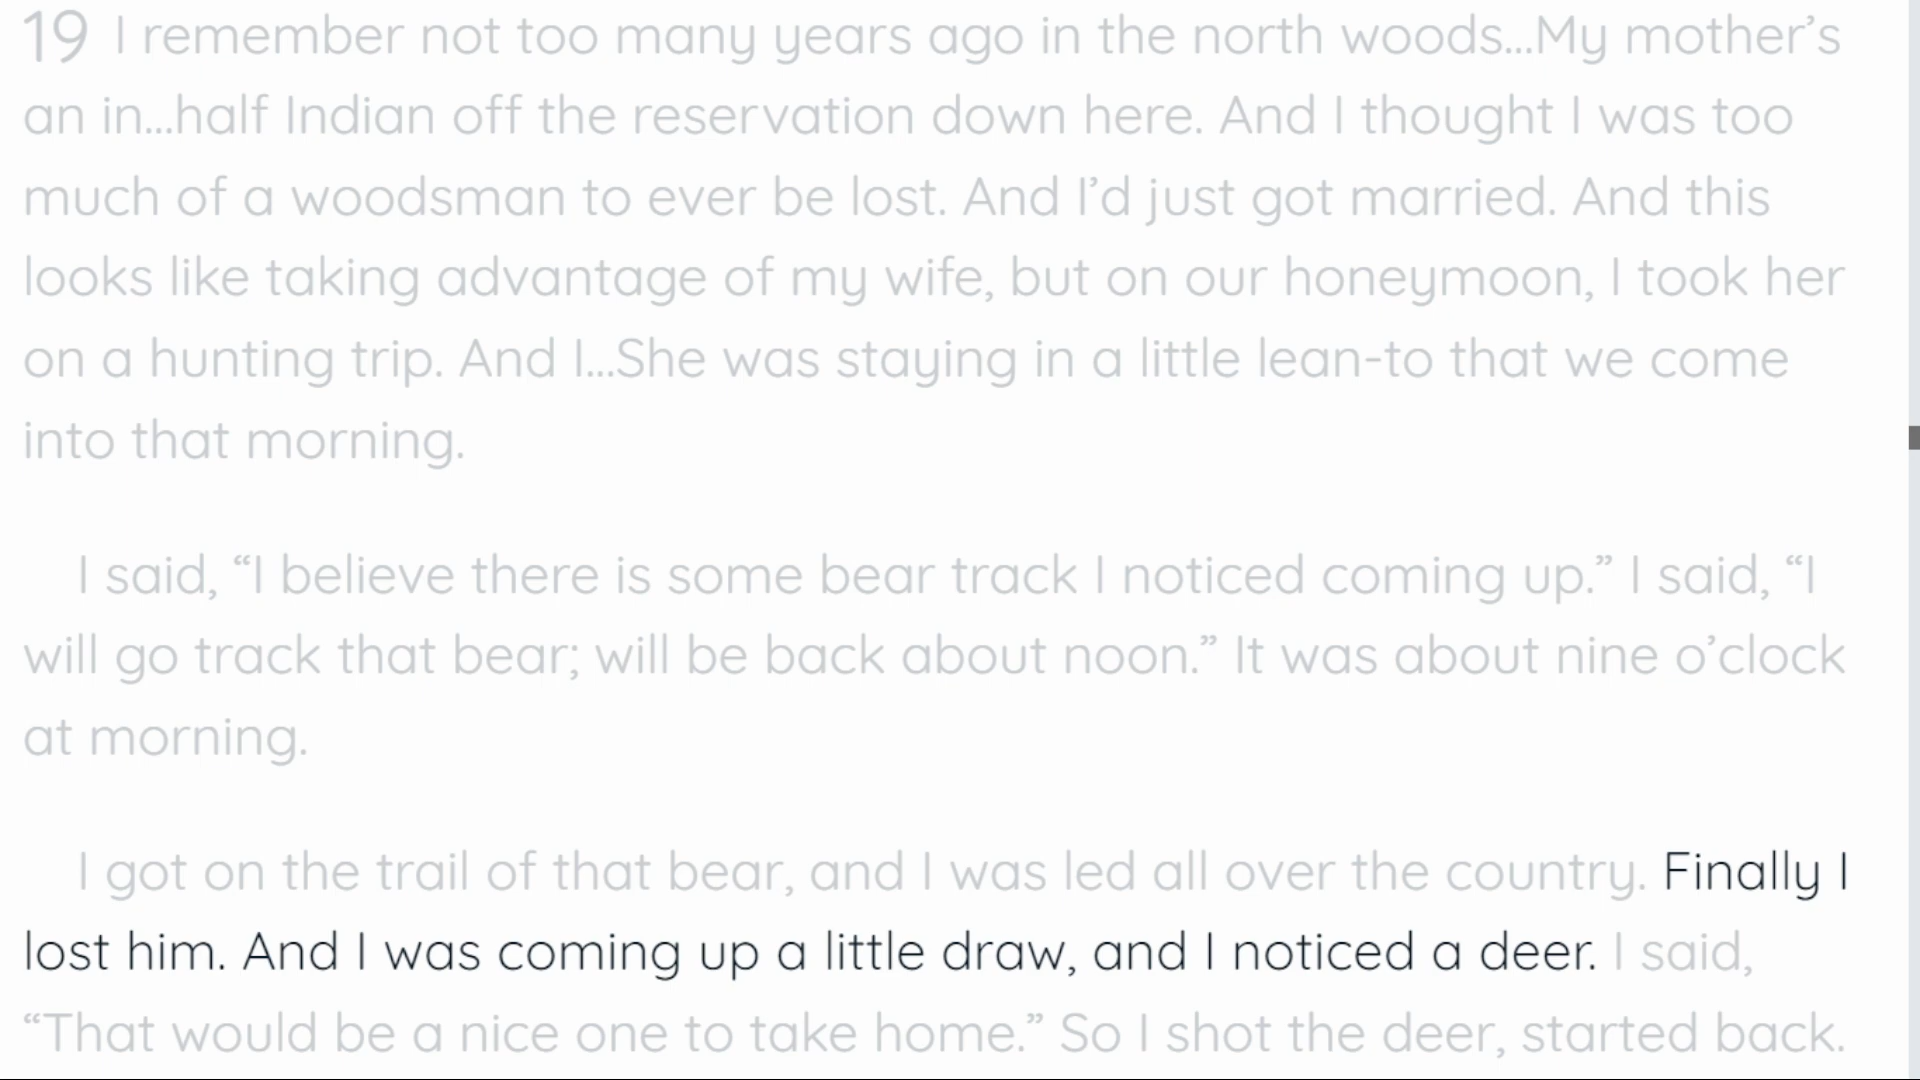 19 I remember not too many years ago in the north woods...My mother’s
an in...half Indian off the reservation down here. And I thought I was too
much of a woodsman to ever be lost. And I’d just got married. And this
looks like taking advantage of my wife, but on our honeymoon, I took her
on a hunting trip. And I...She was staying in a little lean-to that we come
into that morning.
I said, “I believe there is some bear track I noticed coming up.” I said, “I
will go track that bear; will be back about noon.” It was about nine o’clock
at morning.
I got on the trail of that bear, and I was led all over the country. Finally I
lost him. And I was coming up a little draw, and I noticed a deer. I said,
“That would be a nice one to take home.” So I shot the deer, started back.